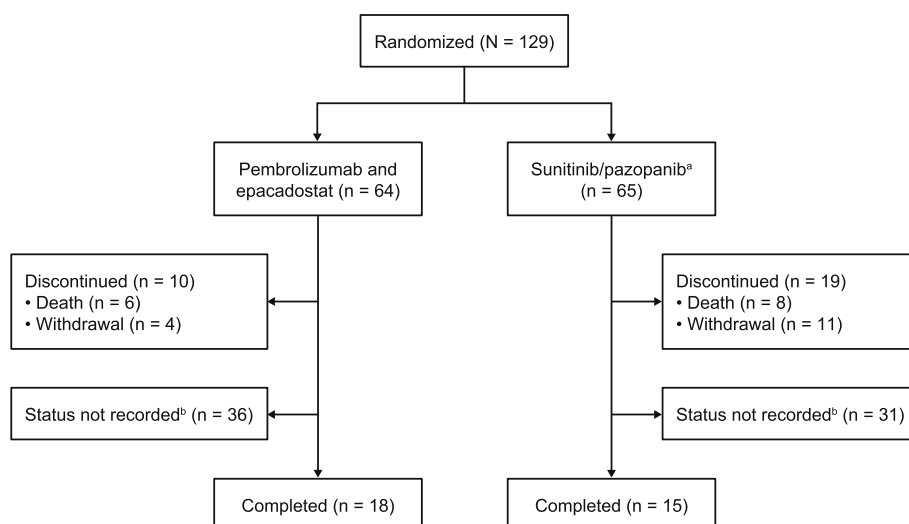 Randomized (N = 129)
Pembrolizumab and
epacadostat (n = 64)
Sunitinib/pazopanibᵃ
(n = 65)
Discontinued (n = 10)
• Death (n = 6)
• Withdrawal (n = 4)
Discontinued (n = 19)
• Death (n = 8)
• Withdrawal (n = 11)
Status not recordedᵇ (n = 36)
Status not recordedᵇ (n = 31)
Completed (n = 18)
Completed (n = 15)